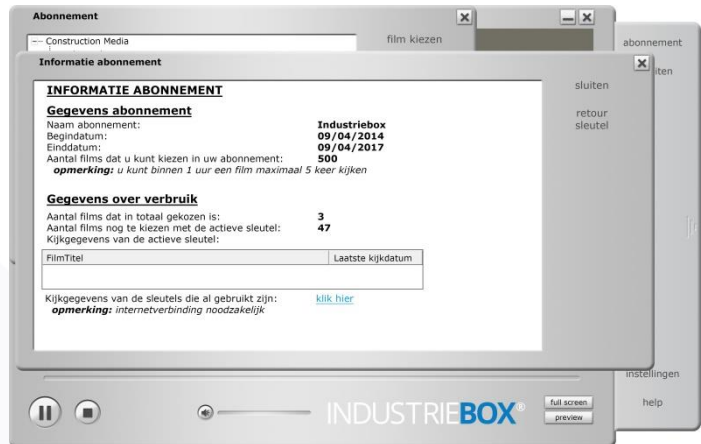 Abonnement
Construction Media
film kiezen
abonnement
Informatie abonnement
iten
INFORMATIE ABONNEMENT
sluiten
Gegevens abonnement
retour
sleutel
Naam abonnement: Industriebox
Begindatum: 09/04/2014
Einddatum: 09/04/2017
Aantal films dat u kunt kiezen in uw abonnement: 500
opmerking: u kunt binnen 1 uur een film maximaal 5 keer kijken
Gegevens over verbruik
Aantal films dat in totaal gekozen is: 3
Aantal films nog te kiezen met de actieve sleutel: 47
Kijkgegevens van de actieve sleutel:
FilmTitel Laatste kijkdatum
Kijkgegevens van de sleutels die al gebruikt zijn: klik hier
opmerking: internetverbinding noodzakelijk
instellingen
INDUSTRIEBOX®
full screen
preview
help